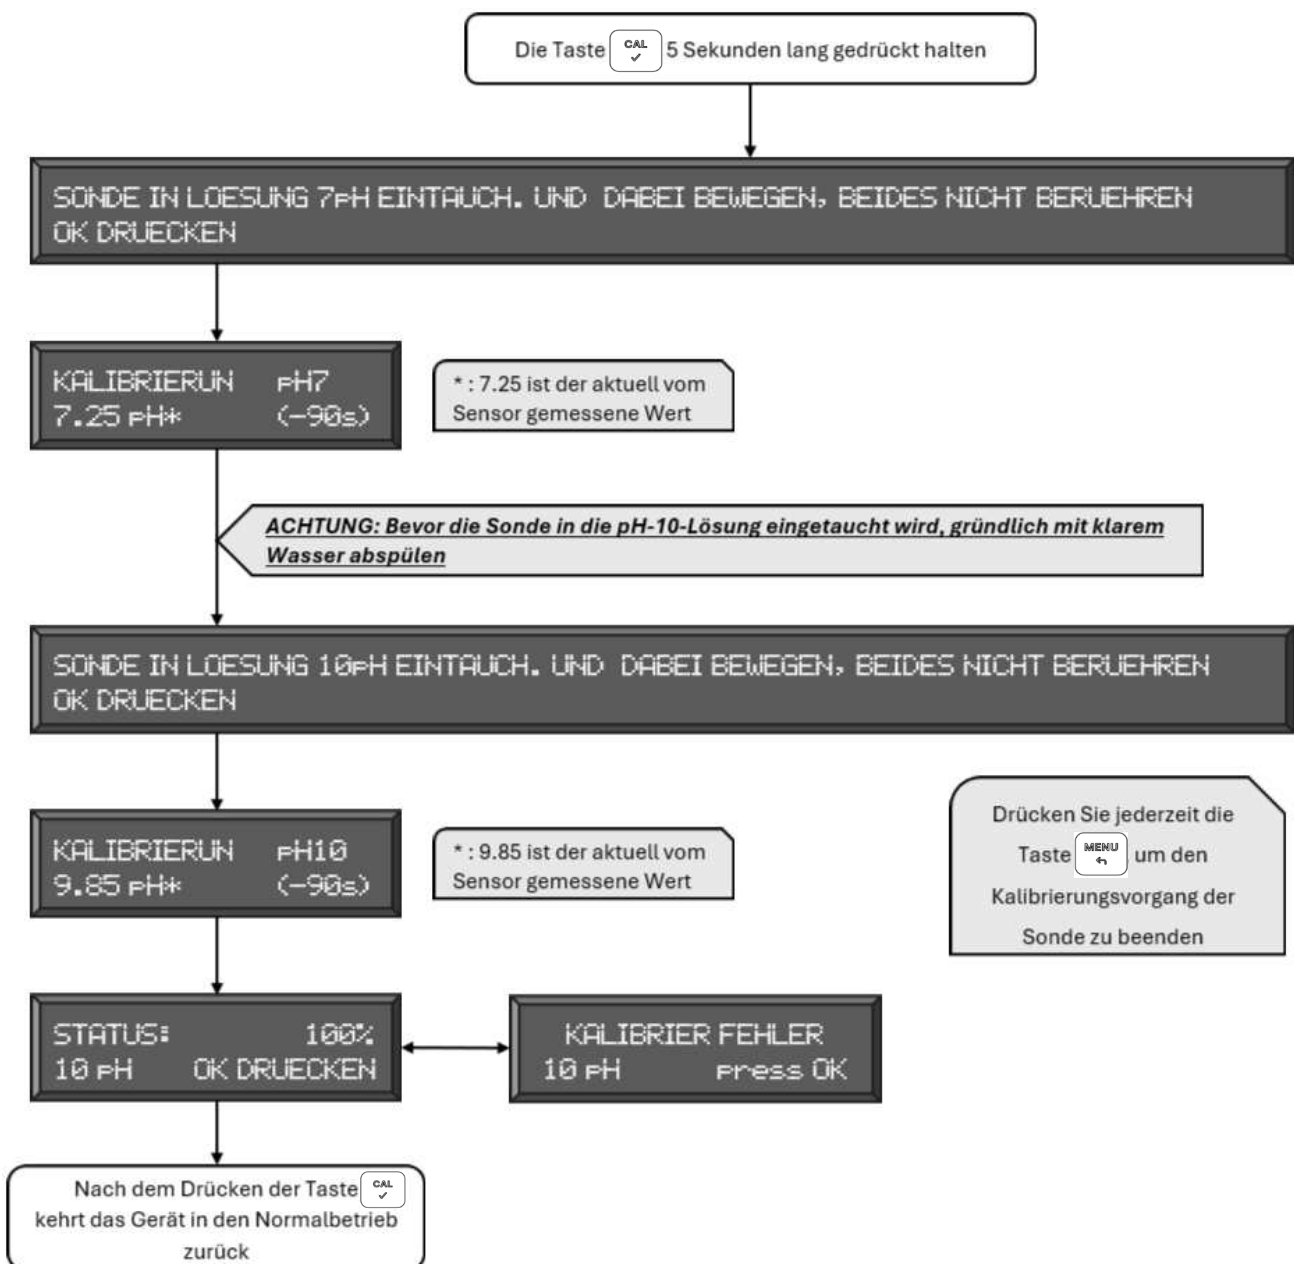 Die Taste CAL ✓ 5 Sekunden lang gedrückt halten
SONDE IN LOESUNG 7pH EINTAUCH. UND DABEI BEWEGEN, BEIDES NICHT BERUEHREN
OK DRUECKEN
KALIBRIERUN pH7
7.25 pH* (-90s)
* : 7.25 ist der aktuell vom
Sensor gemessene Wert
ACHTUNG: Bevor die Sonde in die pH-10-Lösung eingetaucht wird, gründlich mit klarem
Wasser abspülen
SONDE IN LOESUNG 10pH EINTAUCH. UND DABEI BEWEGEN, BEIDES NICHT BERUEHREN
OK DRUECKEN
KALIBRIERUN pH10
9.85 pH* (-90s)
* : 9.85 ist der aktuell vom
Sensor gemessene Wert
Drücken Sie jederzeit die
Taste MENU um den
Kalibrierungsvorgang der
Sonde zu beenden
STATUS: 100%
10 pH OK DRUECKEN
KALIBRIER FEHLER
10 pH press OK
Nach dem Drücken der Taste CAL ✓
kehrt das Gerät in den Normalbetrieb
zurück